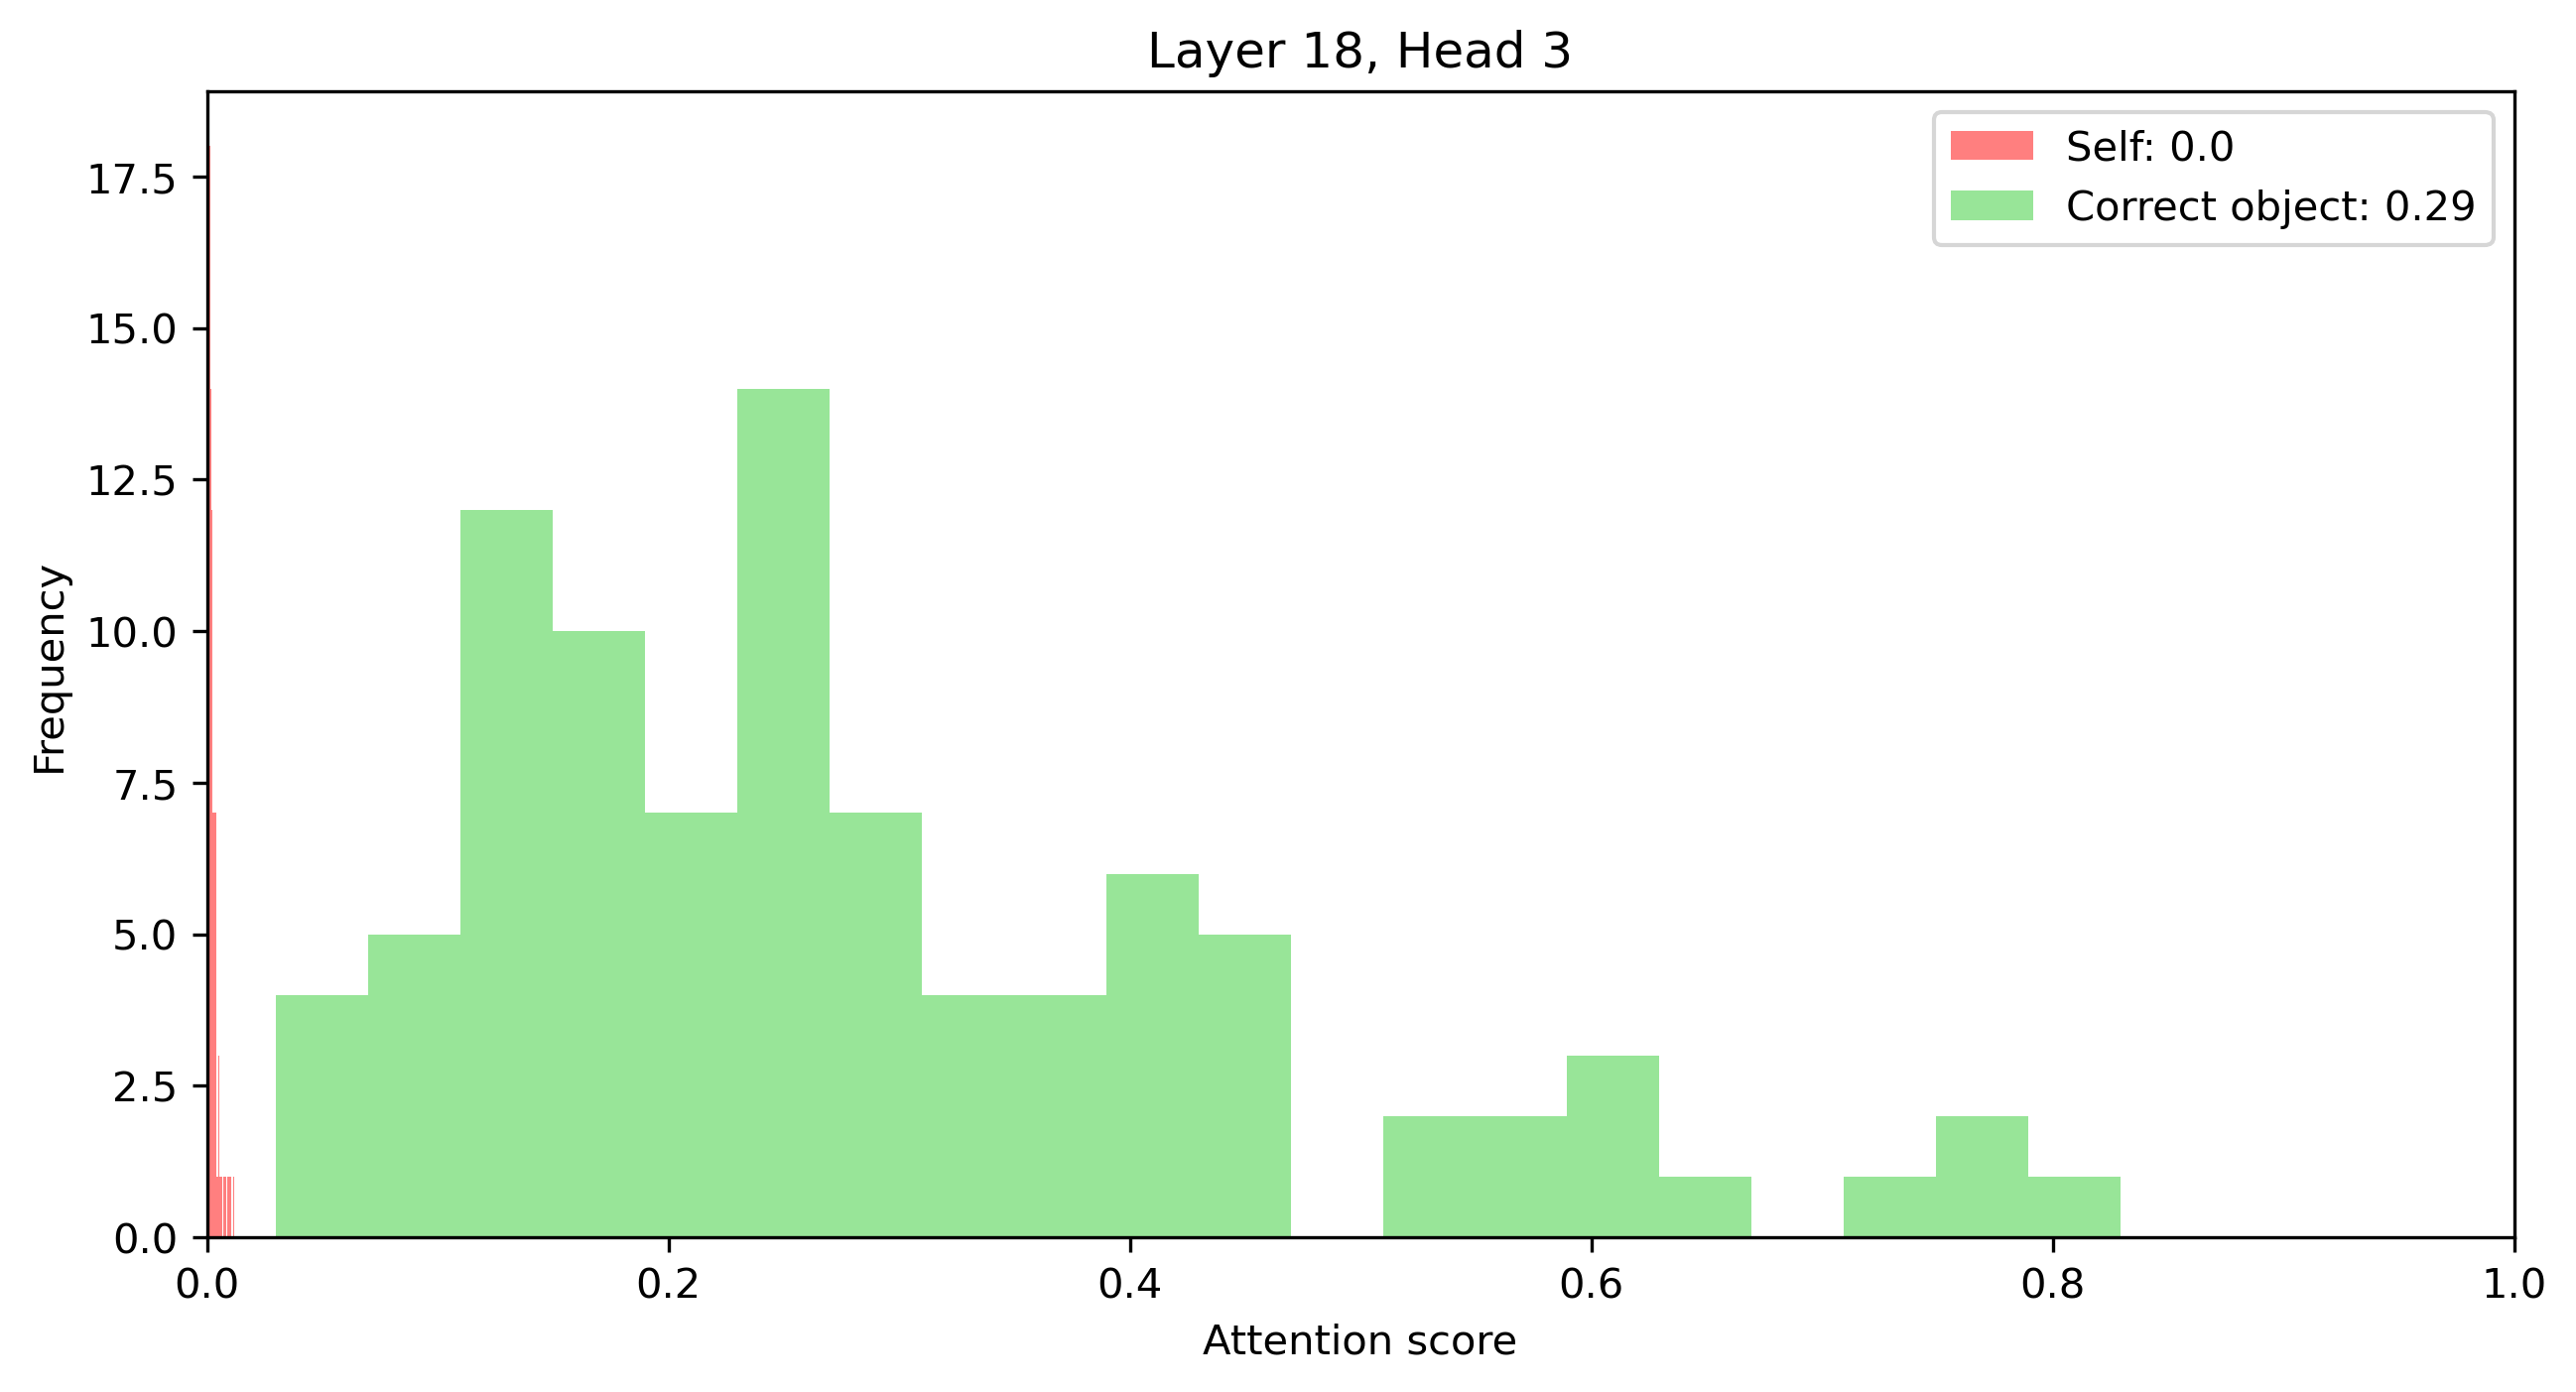 Layer 18, Head 3
Self: 0.0
Correct object: 0.29
Frequency
17.5
15.0
12.5
10.0
7.5
5.0
2.5
0.0
0.0 0.2 0.4 0.6 0.8 1.0
Attention score